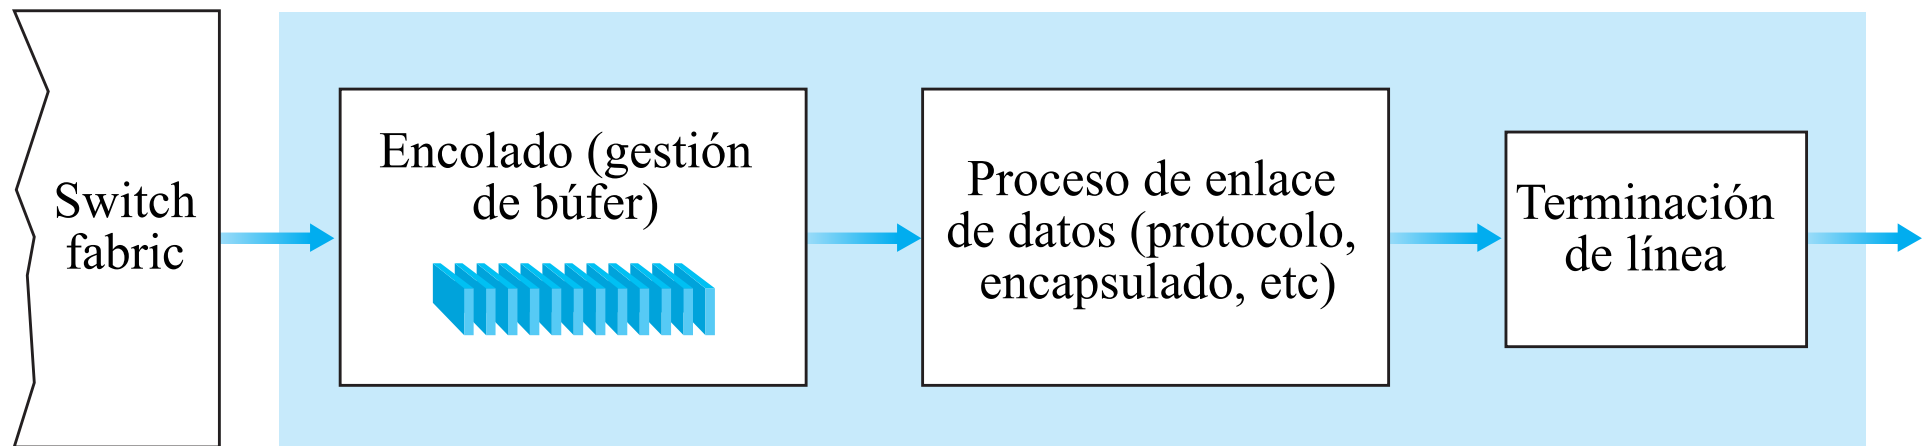 Switch
fabric
Encolado (gestión
de búfer)
Proceso de enlace
de datos (protocolo,
encapsulado, etc)
Terminación
de línea